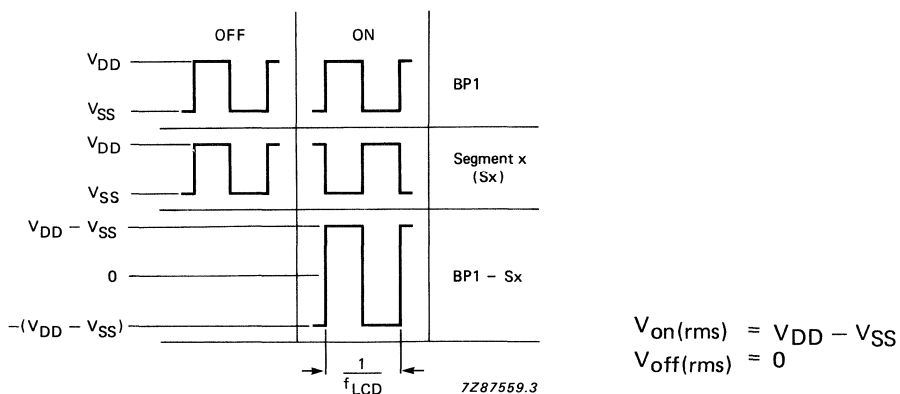 OFF ON
VDD
BP1
VSS
VDD
Segment x
(Sx)
VSS
VDD – VSS
0
BP1 – Sx
–(VDD – VSS)
1
fLCD
7Z87559.3
Von(rms) = VDD – VSS
Voff(rms) = 0